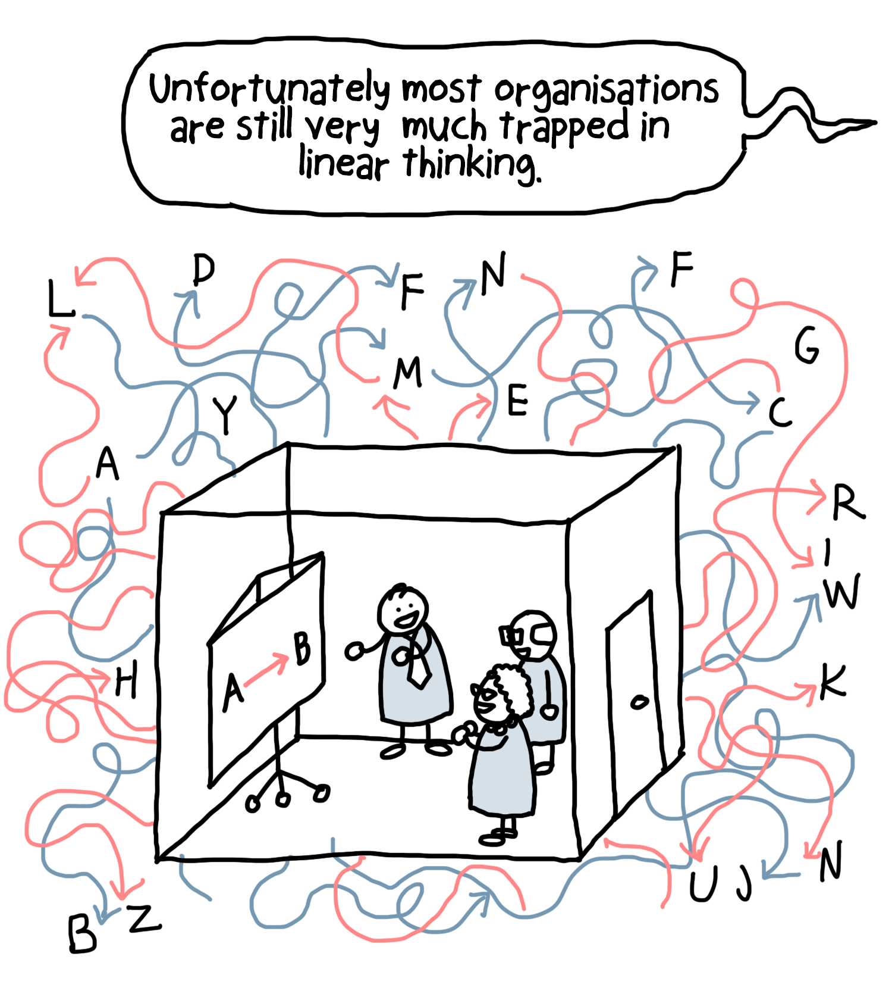 Unfortunately most organisations
are still very much trapped in
linear thinking.
D
F
N
F
L
G
M
E
C
Y
A
R
I
W
B
A
H
K
U
J
N
B
Z